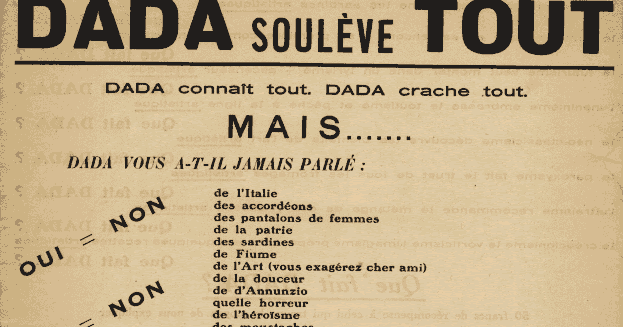 DADA SOULÈVE TOUT
DADA connaît tout. DADA crache tout.
MAIS.......
DADA VOUS A-T-IL JAMAIS PARLÉ :
de l'Italie
des accordéons
des pantalons de femmes
de la patrie
des sardines
de Fiume
de l'Art (vous exagérez cher ami)
de la douceur
de d'Annunzio
quelle horreur
de l'héroïsme
des moustaches
OUI = NON
= NON